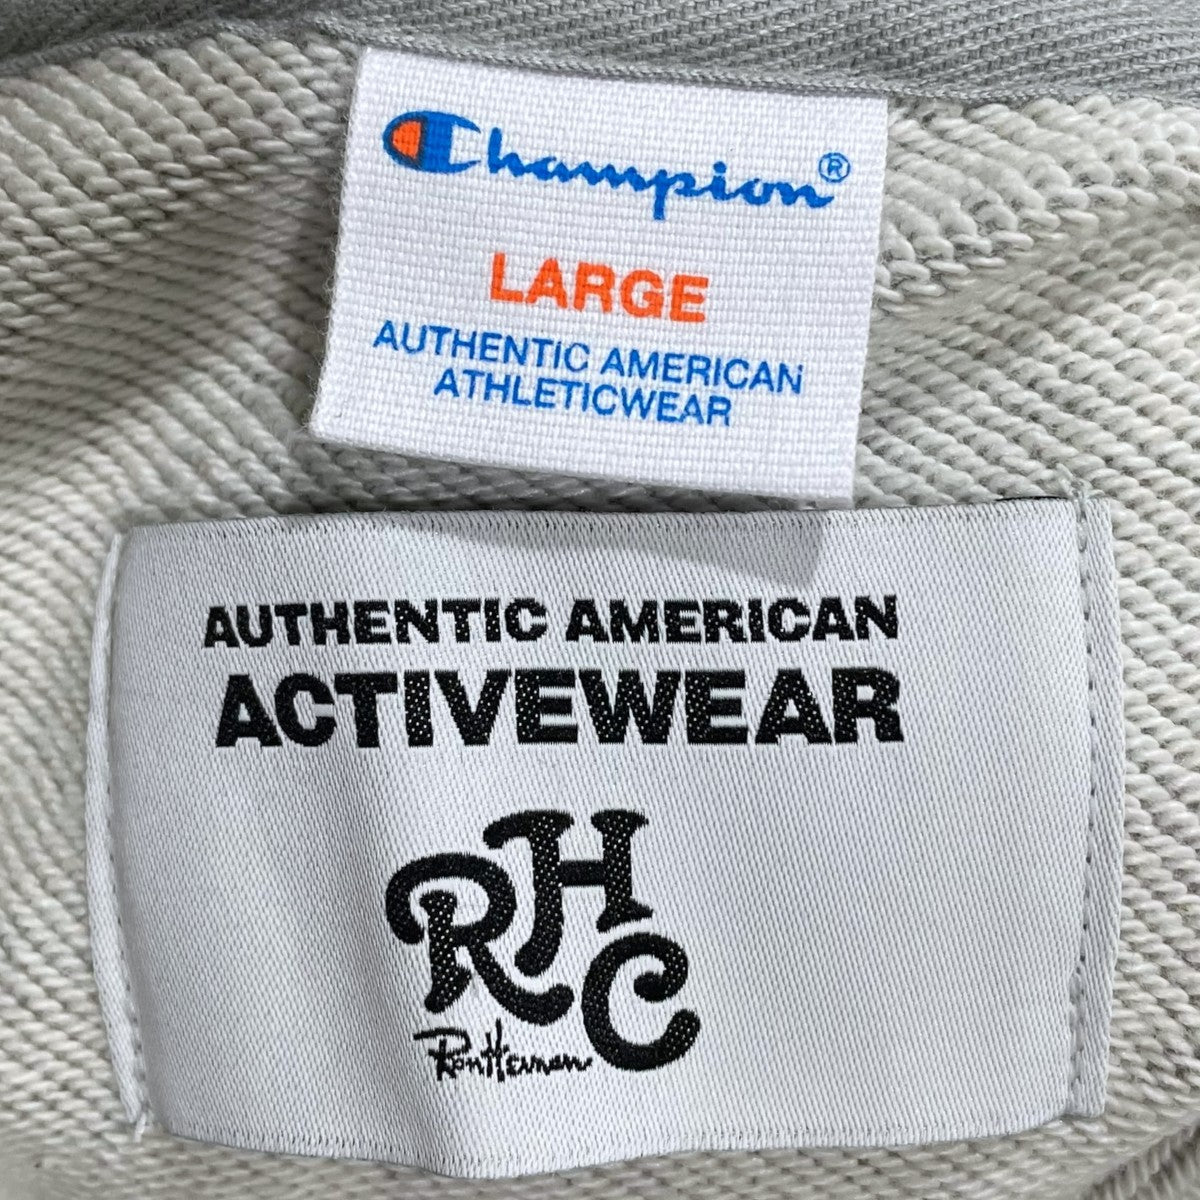 Champion®
LARGE
AUTHENTIC AMERICAN
ATHLETICWEAR
AUTHENTIC AMERICAN
ACTIVEWEAR
RHC
Ron Herman